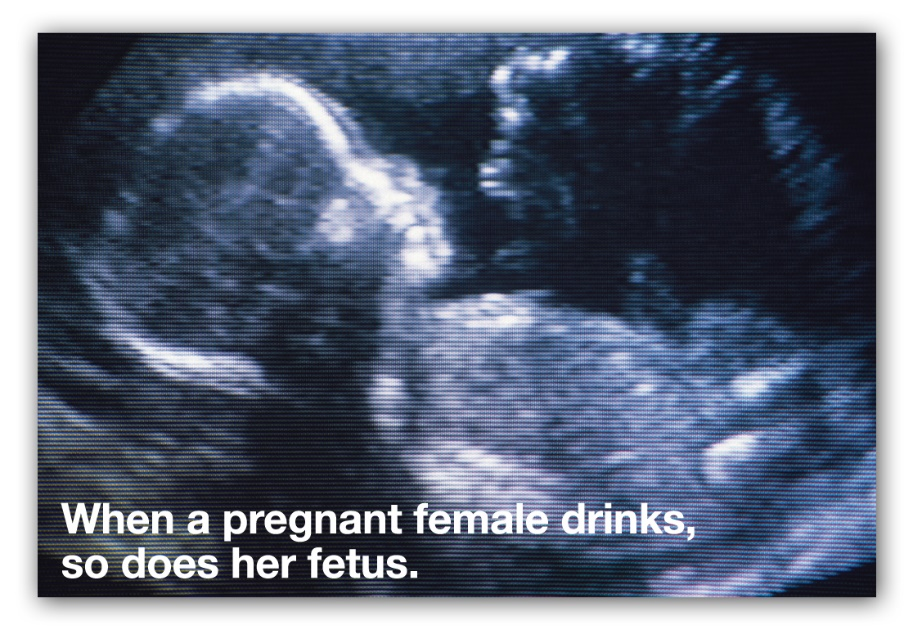 When a pregnant female drinks,
so does her fetus.